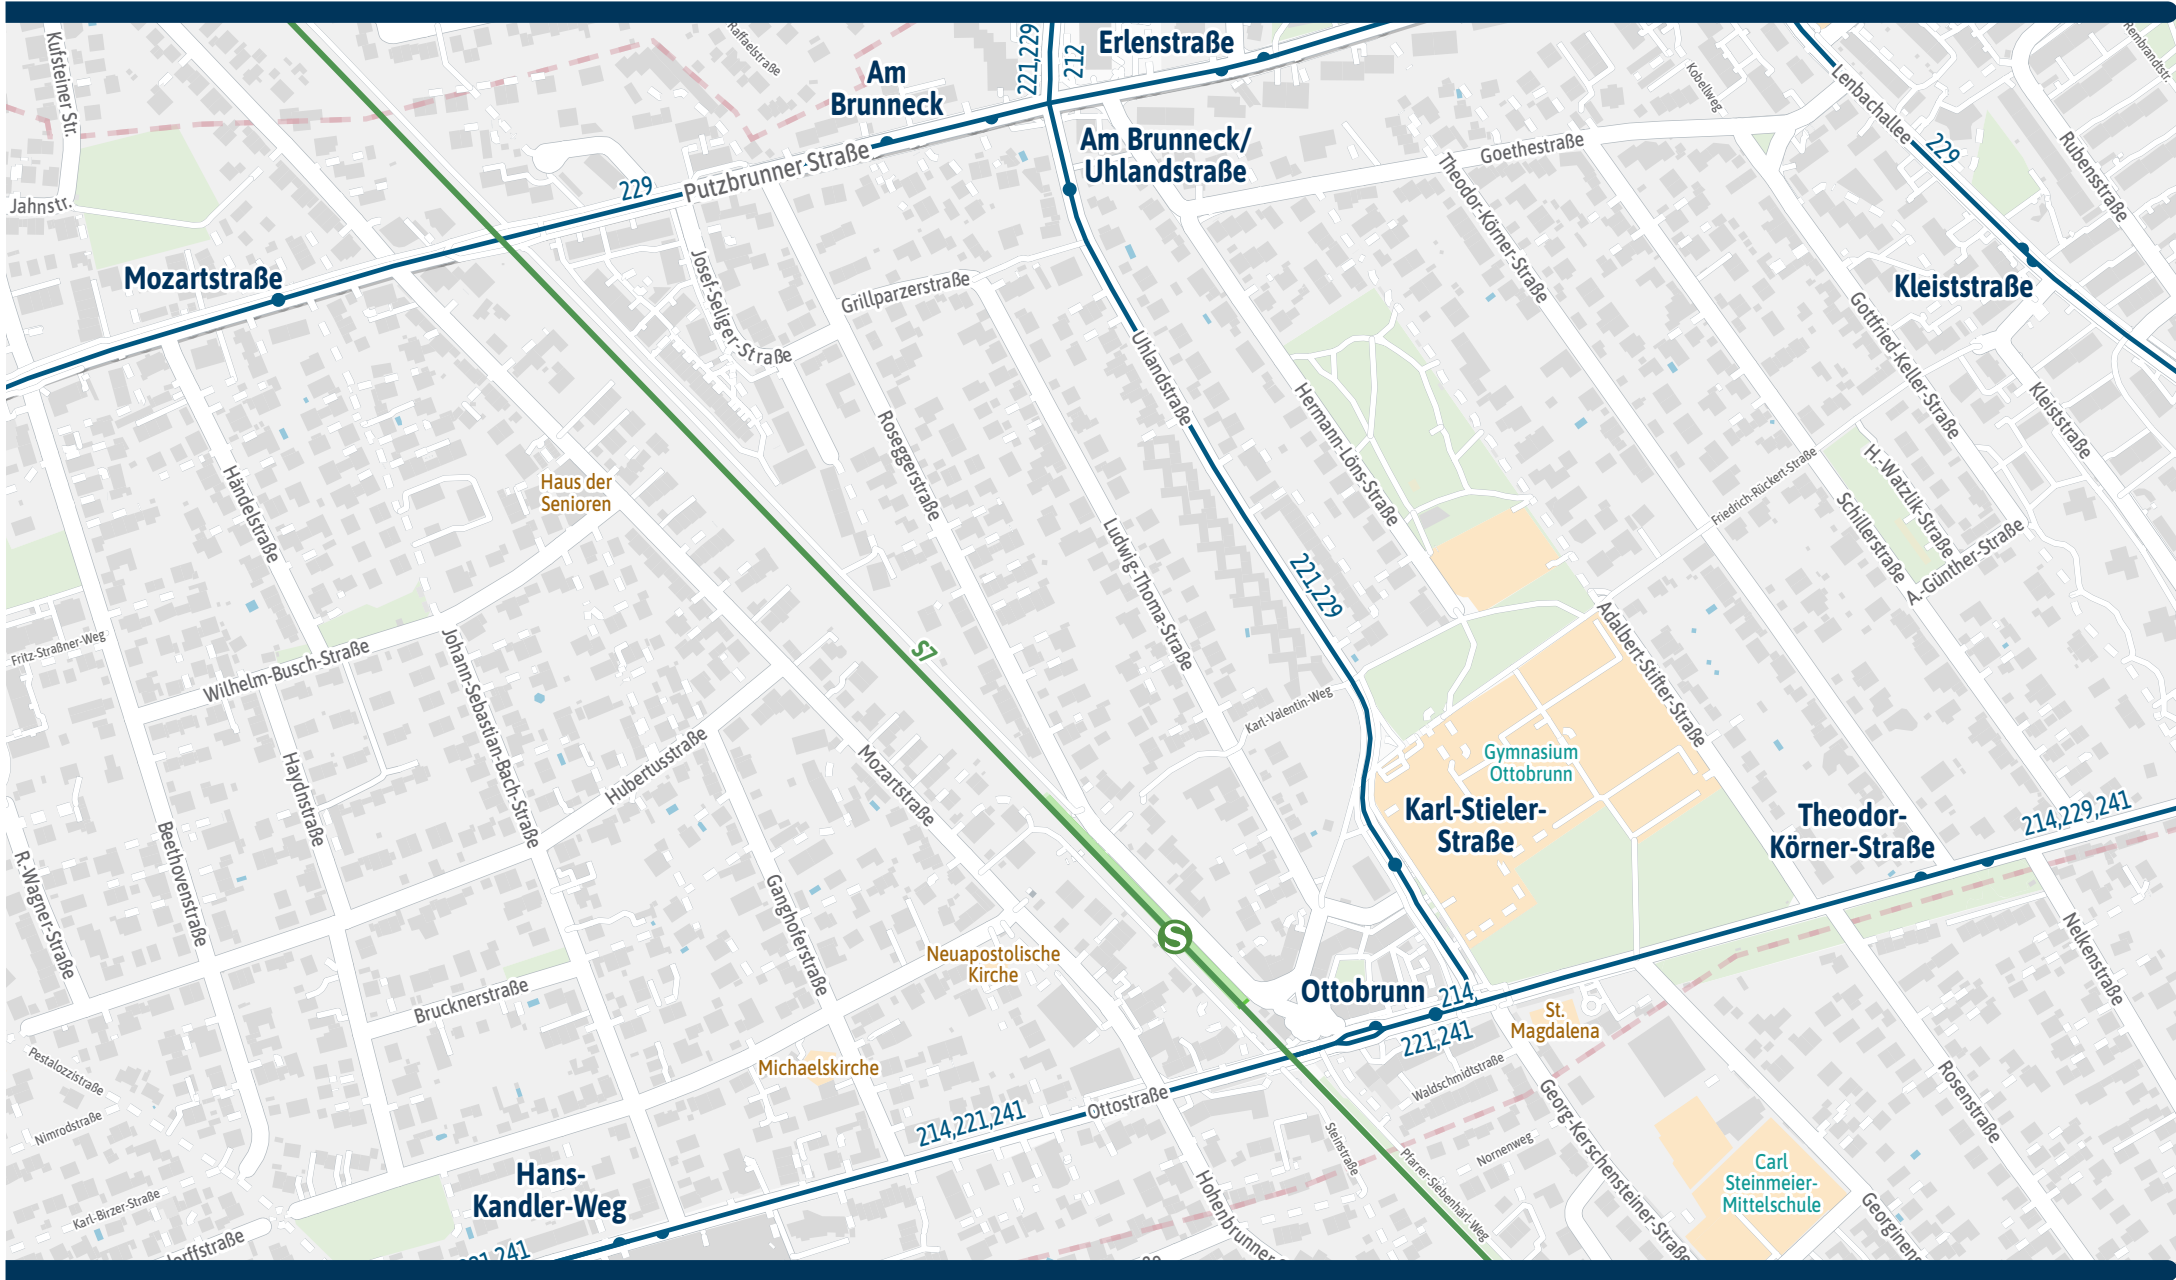 Kufsteiner Str.
Raffaelstraße
221,229
212
Erlenstraße
Am
Brunneck
Kobellweg
Lenbachallee
Rembrandtstr.
229
Rubensstraße
Am Brunneck/
Uhlandstraße
Goethestraße
Theodor-Körner-Straße
Jahnstr.
229
Putzbrunner-Straße
Mozartstraße
Josef-Seliger-Straße
Grillparzerstraße
Kleiststraße
Gottfried-Keller-Straße
Kleiststraße
Uhlandstraße
Hermann-Löns-Straße
Roseggerstraße
Händelstraße
Haus der
Senioren
Friedrich-Rückert-Straße
H.-Watzlik-Straße
Schillerstraße
A.-Günther-Straße
Ludwig-Thoma-Straße
221,229
Adalbert-Stifter-Straße
Fritz-Straßner-Weg
Wilhelm-Busch-Straße
Johann-Sebastian-Bach-Straße
S7
Karl-Valentin-Weg
Hubertusstraße
Haydnstraße
Mozartstraße
Gymnasium
Ottobrunn
Karl-Stieler-
Straße
Theodor-
Körner-Straße
214,229,241
Beethovenstraße
R.-Wagner-Straße
Ganghoferstraße
Nelkenstraße
Neuapostolische
Kirche
S
Brucknerstraße
Ottobrunn
214
221,241
St.
Magdalena
Pestalozzistraße
Michaelskirche
Waldschmidtstraße
Georg-Kerschensteiner-Straße
Rosenstraße
Nimrodstraße
214,221,241
Ottostraße
Steinstraße
Pfarrer-Siebenhärl-Weg
Nornenweg
Hans-
Kandler-Weg
Carl
Steinmeier-
Mittelschule
Karl-Birzer-Straße
Hohenbrunner
Georginens